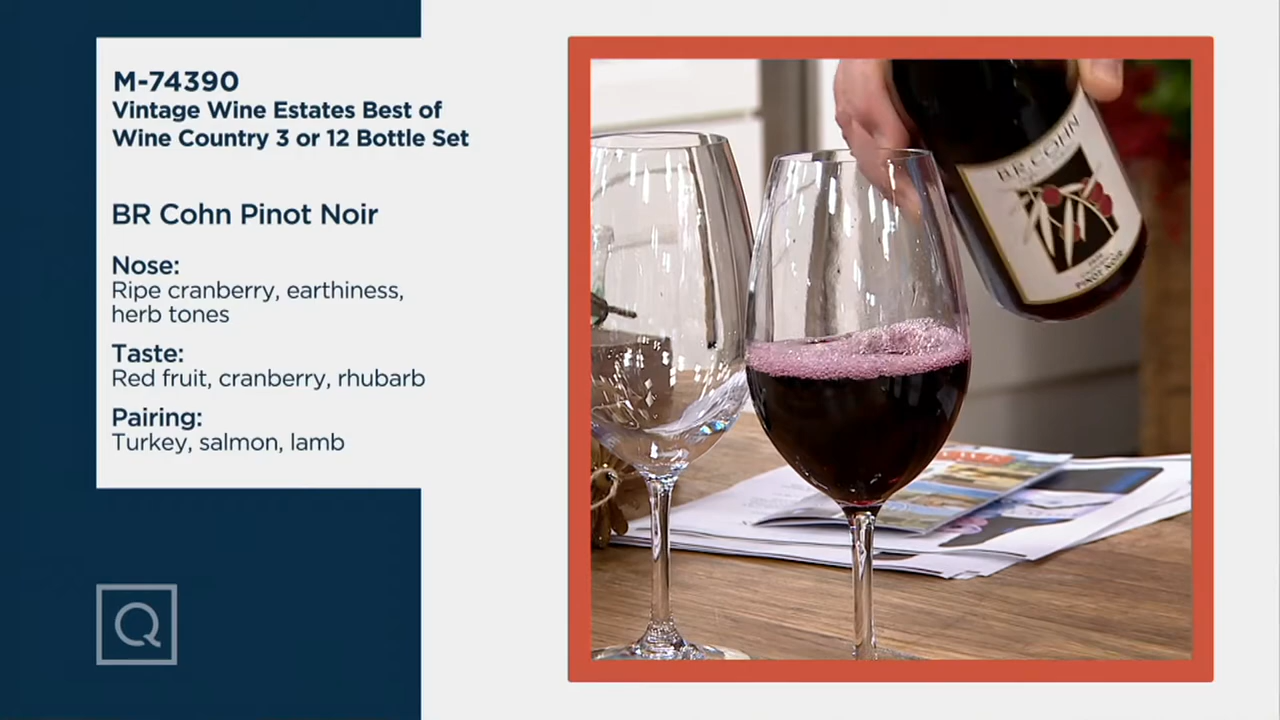 M-74390
Vintage Wine Estates Best of
Wine Country 3 or 12 Bottle Set
BR Cohn Pinot Noir
Nose:
Ripe cranberry, earthiness,
herb tones
Taste:
Red fruit, cranberry, rhubarb
Pairing:
Turkey, salmon, lamb
Q
B.R. COHN
PINOT NOIR